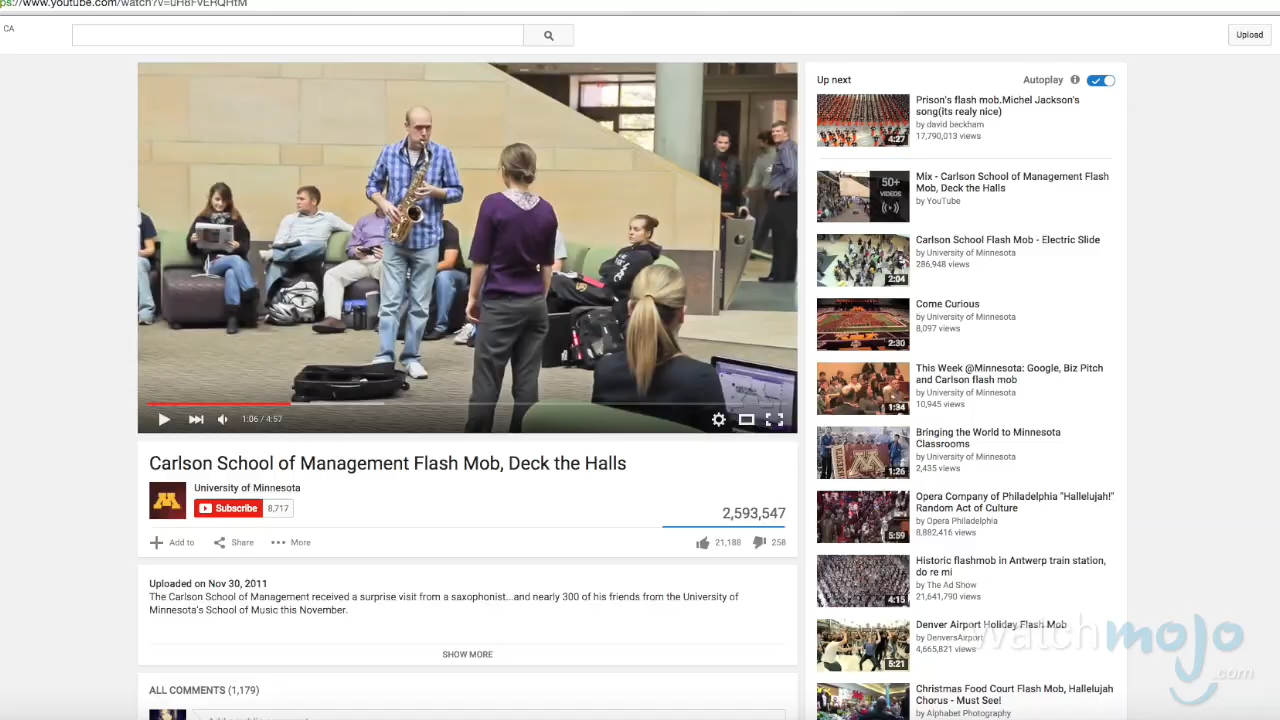 CA
Upload
1:06 / 4:57
Carlson School of Management Flash Mob, Deck the Halls
University of Minnesota
Subscribe 8,717
2,593,547
Add to Share More
21,188 258
Uploaded on Nov 30, 2011
The Carlson School of Management received a surprise visit from a saxophonist...and nearly 300 of his friends from the University of
Minnesota's School of Music this November.
SHOW MORE
ALL COMMENTS (1,179)
Up next
Autoplay
Prison's flash mob.Michel Jackson's
song(its realy nice)
by david beckham
17,790,013 views
4:27
Mix - Carlson School of Management Flash
Mob, Deck the Halls
by YouTube
50+
VIDEOS
Carlson School Flash Mob - Electric Slide
by University of Minnesota
286,948 views
2:04
Come Curious
by University of Minnesota
8,097 views
2:30
This Week @Minnesota: Google, Biz Pitch
and Carlson flash mob
by University of Minnesota
10,945 views
1:34
Bringing the World to Minnesota
Classrooms
by University of Minnesota
2,435 views
1:26
Opera Company of Philadelphia "Hallelujah!"
Random Act of Culture
by Opera Philadelphia
8,882,416 views
5:59
Historic flashmob in Antwerp train station,
do re mi
by The Ad Show
21,641,790 views
4:15
Denver Airport Holiday Flash Mob
by DenversAirport
4,665,821 views
5:21
Christmas Food Court Flash Mob, Hallelujah
Chorus - Must See!
by Alphabet Photography
watchmojo
.com